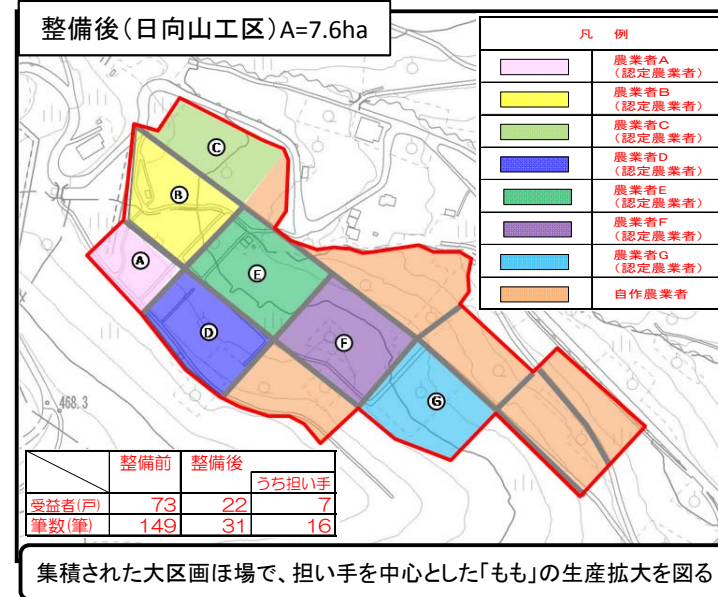 整備後(日向山工区)A=7.6ha
凡　例
農業者A
(認定農業者)
農業者B
(認定農業者)
農業者C
(認定農業者)
農業者D
(認定農業者)
農業者E
(認定農業者)
農業者F
(認定農業者)
農業者G
(認定農業者)
自作農業者
Ⓒ
Ⓑ
Ⓐ
Ⓔ
Ⓓ
Ⓕ
Ⓖ
468.3
整備前 整備後
うち担い手
受益者(戸) 73 22 7
筆数(筆) 149 31 16
集積された大区画ほ場で、担い手を中心とした「もも」の生産拡大を図る